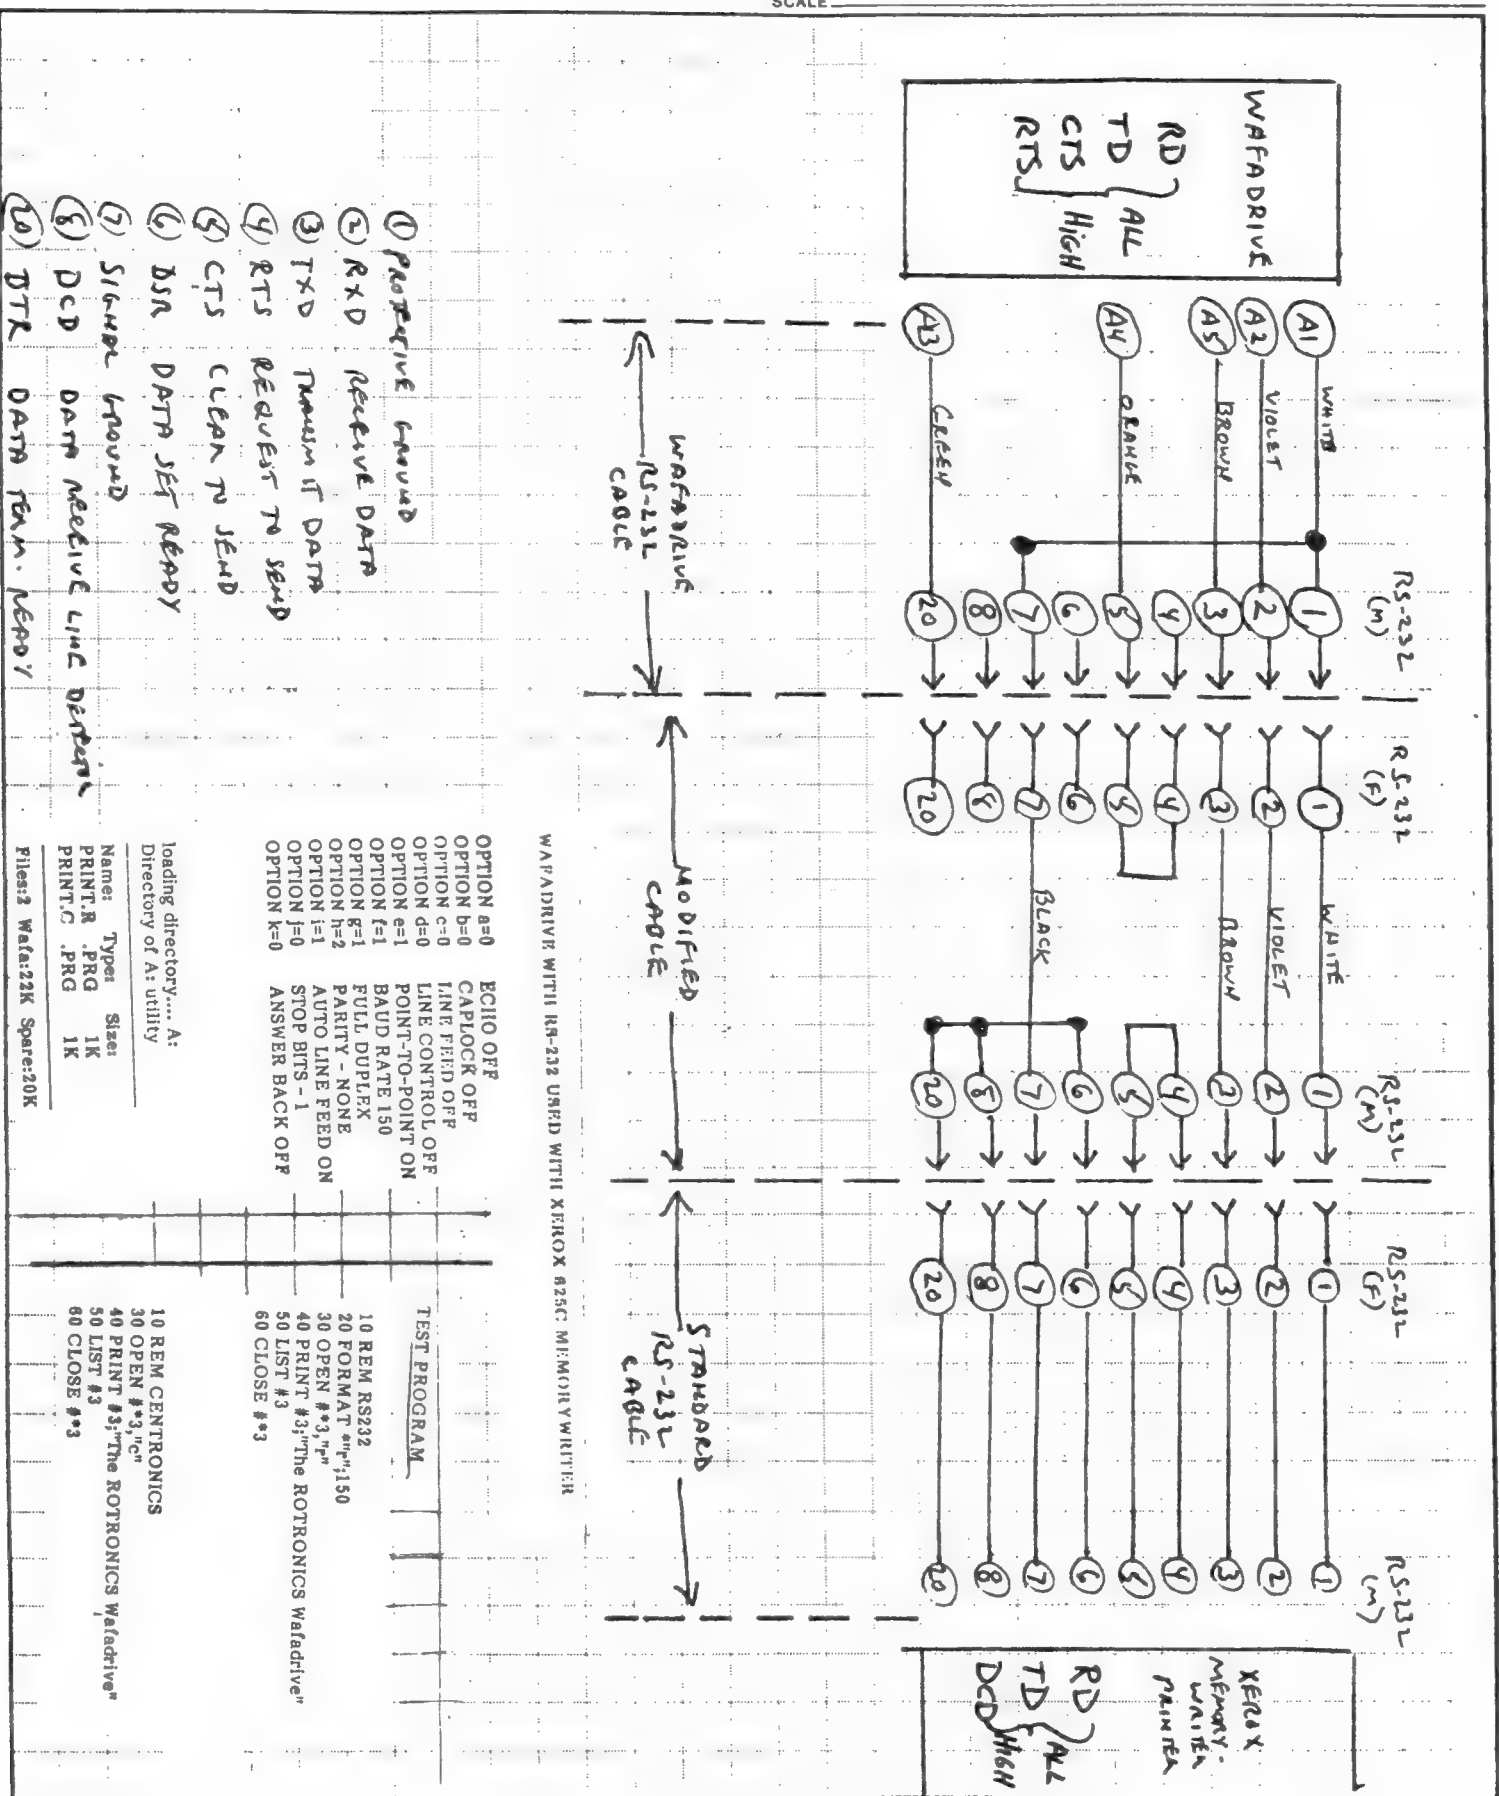 SCALE
WAFADRIVE
RD
TD
CTS
RTS
ALL
HIGH
A1
A2
A5
A4
A3
WHITE
VIOLET
BROWN
ORANGE
GREEN
RS-232
(M)
1
2
3
4
5
6
7
8
20
RS-232
(F)
1
2
3
4
5
6
7
8
20
WHITE
VIOLET
BROWN
BLACK
RS-232
(M)
1
2
3
4
5
6
7
8
20
RS-232
(F)
1
2
3
4
5
6
7
8
20
RS-232
(M)
1
2
3
4
5
6
7
8
20
XEROX
MEMORY-
WRITER
PRINTER
RD
TD
DCD
ALL
HIGH
WAFADRIVE
RS-232
CABLE
MODIFIED
CABLE
STANDARD
RS-232
CABLE
WAFADRIVE WITH RS-232 USED WITH XEROX 625C MEMORYWRITER
1 PROTECTIVE GROUND
2 RXD RECEIVE DATA
3 TXD TRANSMIT DATA
4 RTS REQUEST TO SEND
5 CTS CLEAR TO SEND
6 DSR DATA SET READY
7 SIGNAL GROUND
8 DCD DATA RECEIVE LINE DETECTOR
20 DTR DATA TERM. READY
OPTION a=0 ECHO OFF
OPTION b=0 CAPLOCK OFF
OPTION c=0 LINE FEED OFF
OPTION d=0 LINE CONTROL OFF
OPTION e=1 POINT-TO-POINT ON
OPTION f=1 BAUD RATE 150
OPTION g=1 FULL DUPLEX
OPTION h=2 PARITY - NONE
OPTION i=1 AUTO LINE FEED ON
OPTION j=0 STOP BITS - 1
OPTION k=0 ANSWER BACK OFF
loading directory.... A:
Directory of A: utility
Name: Type: Size:
PRINT.R .PRG 1K
PRINT.C .PRG 1K
Files:2 Wafa:22K Spare:20K
TEST PROGRAM
10 REM RS232
20 FORMAT #"r";150
30 OPEN #*3,"r"
40 PRINT #3;"The ROTRONICS Wafadrive"
50 LIST #3
60 CLOSE #*3
10 REM CENTRONICS
30 OPEN #*3,"c"
40 PRINT #3;"The ROTRONICS Wafadrive"
50 LIST #3
60 CLOSE #*3